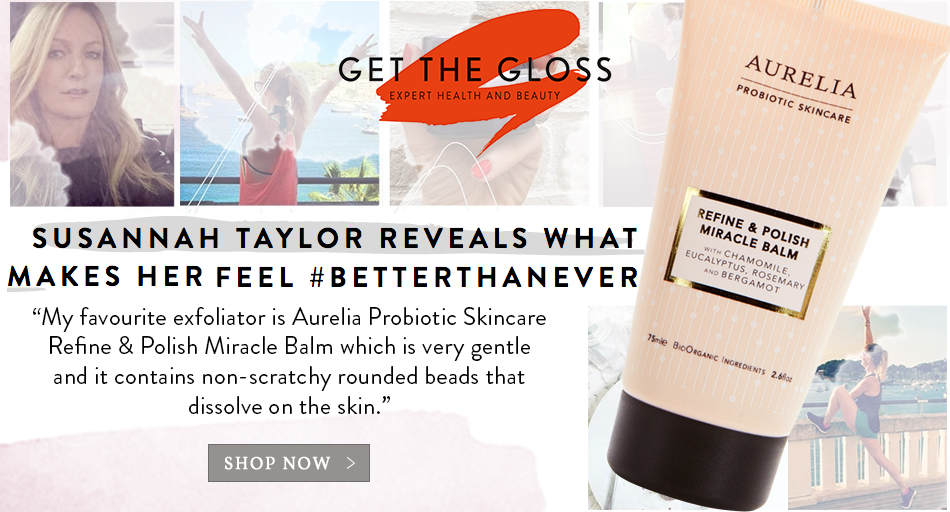 GET THE GLOSS
EXPERT HEALTH AND BEAUTY
AURELIA
PROBIOTIC SKINCARE
REFINE & POLISH
MIRACLE BALM
WITH CHAMOMILE,
EUCALYPTUS, ROSEMARY
AND BERGAMOT
75mle BIOORGANIC INGREDIENTS 2.6floz
SUSANNAH TAYLOR REVEALS WHAT
MAKES HER FEEL #BETTERTHANEVER
“My favourite exfoliator is Aurelia Probiotic Skincare
Refine & Polish Miracle Balm which is very gentle
and it contains non-scratchy rounded beads that
dissolve on the skin.”
SHOP NOW >